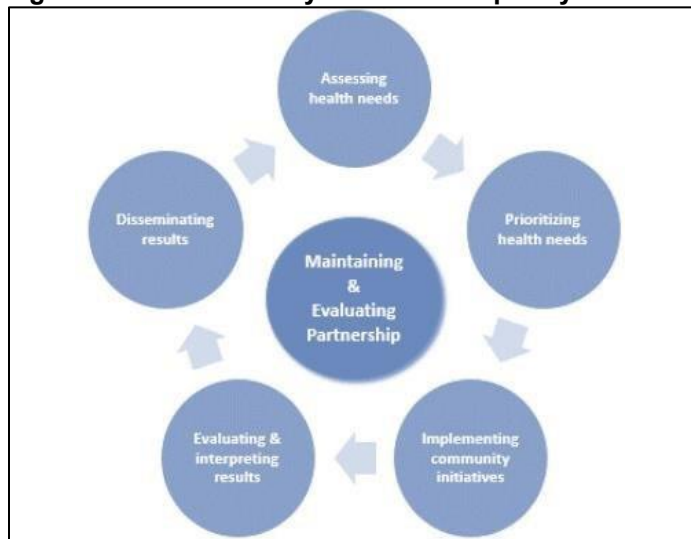 Assessing
health needs
Prioritizing
health needs
Implementing
community
initiatives
Evaluating &
interpreting
results
Disseminating
results
Maintaining
&
Evaluating
Partnership